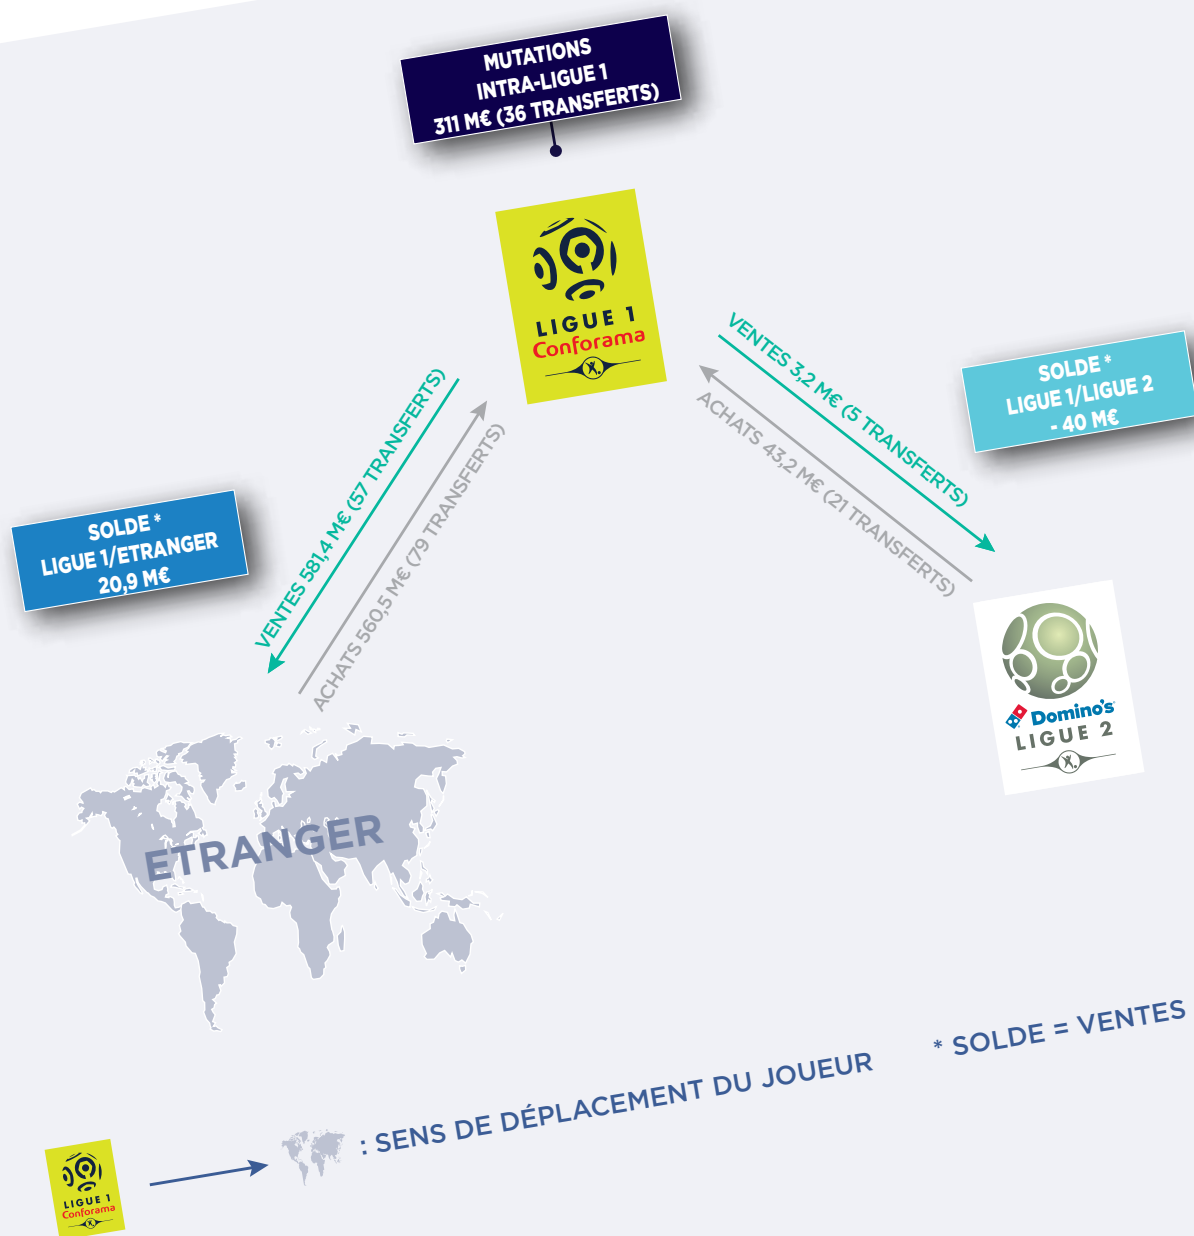 MUTATIONS
INTRA-LIGUE 1
311 M€ (36 TRANSFERTS)
LIGUE 1
Conforama
VENTES 3,2 M€ (5 TRANSFERTS)
ACHATS 43,2 M€ (21 TRANSFERTS)
SOLDE *
LIGUE 1/LIGUE 2
- 40 M€
VENTES 581,4 M€ (57 TRANSFERTS)
ACHATS 560,5 M€ (79 TRANSFERTS)
SOLDE *
LIGUE 1/ETRANGER
20,9 M€
Domino's
LIGUE 2
ETRANGER
* SOLDE = VENTES
: SENS DE DÉPLACEMENT DU JOUEUR
LIGUE 1
Conforama